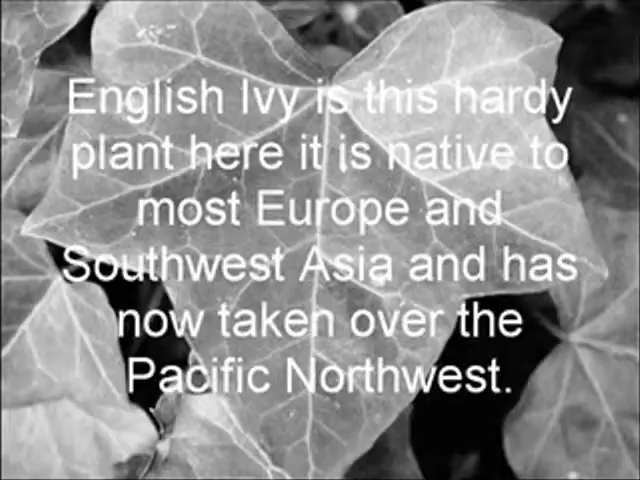 English Ivy is this hardy
plant here it is native to
most Europe and
Southwest Asia and has
now taken over the
Pacific Northwest.